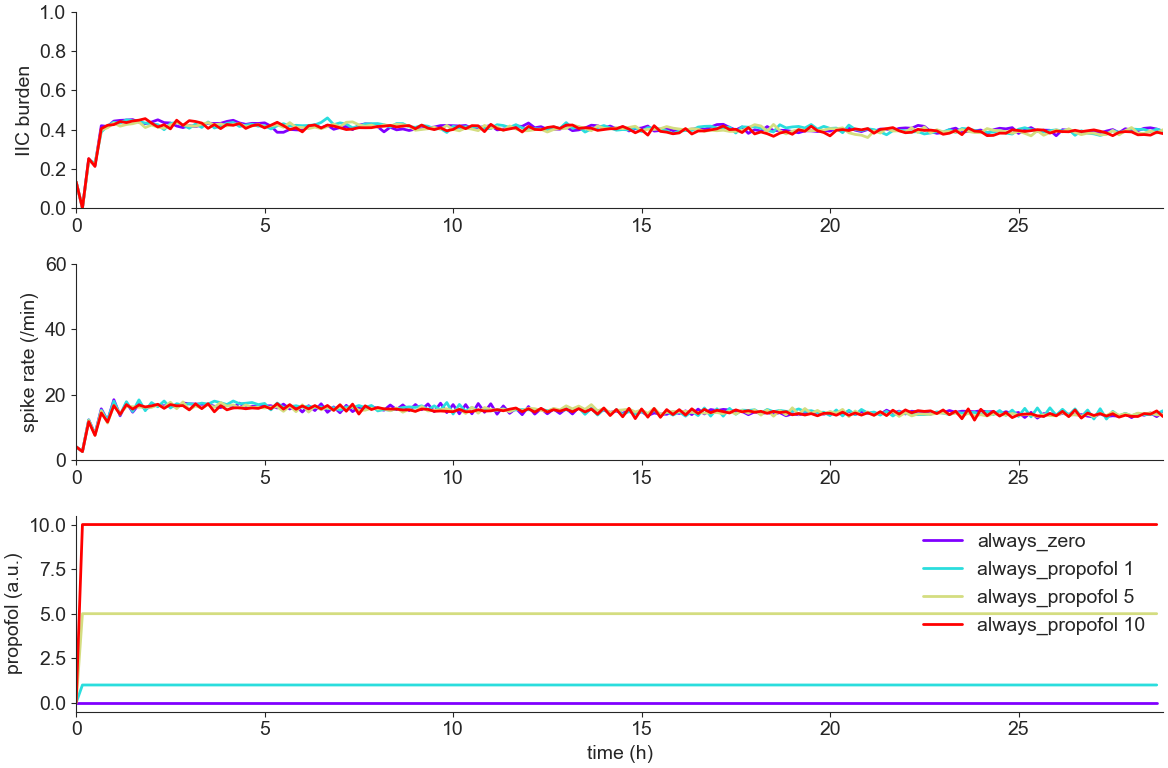 IIC burden
1.0
0.8
0.6
0.4
0.2
0.0
0 5 10 15 20 25
spike rate (/min)
60
40
20
0
0 5 10 15 20 25
propofol (a.u.)
10.0
7.5
5.0
2.5
0.0
always_zero
always_propofol 1
always_propofol 5
always_propofol 10
0 5 10 15 20 25
time (h)